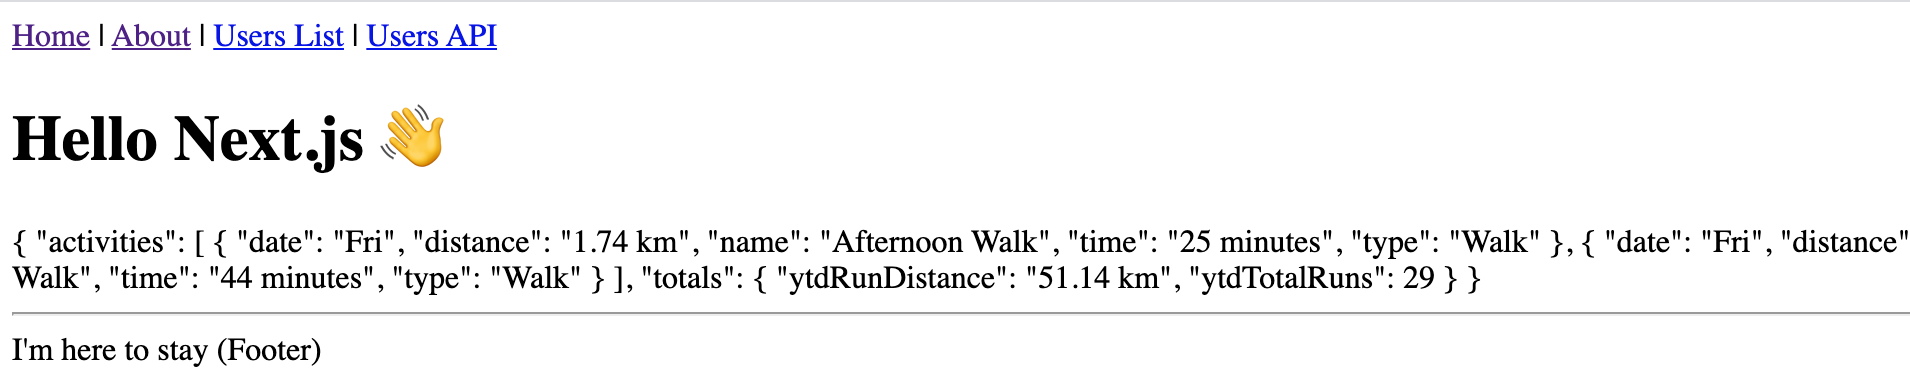 Home | About | Users List | Users API
Hello Next.js 👋
{ "activities": [ { "date": "Fri", "distance": "1.74 km", "name": "Afternoon Walk", "time": "25 minutes", "type": "Walk" }, { "date": "Fri", "distance"
Walk", "time": "44 minutes", "type": "Walk" } ], "totals": { "ytdRunDistance": "51.14 km", "ytdTotalRuns": 29 } }
I'm here to stay (Footer)